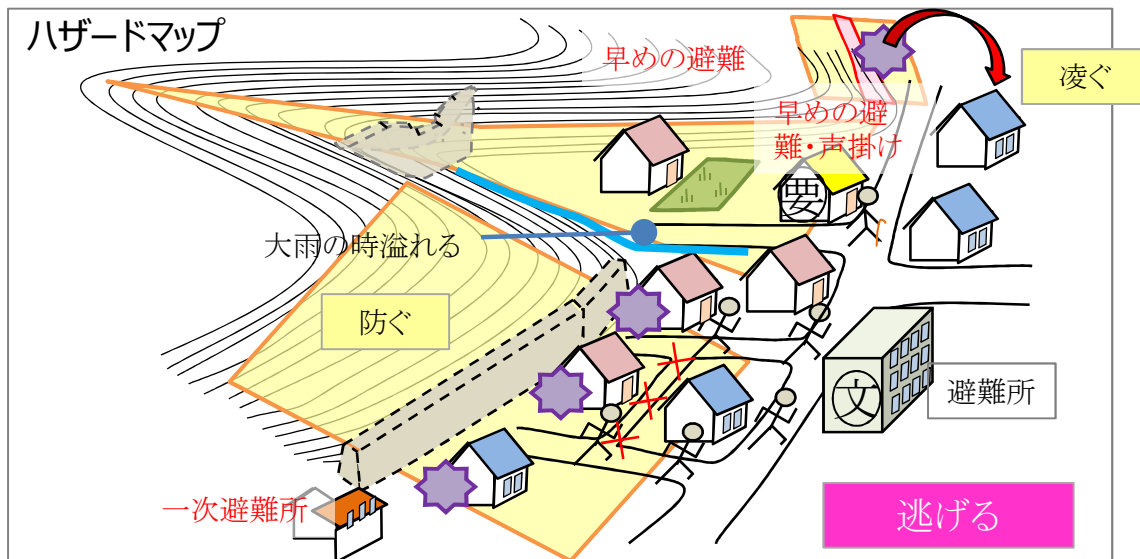 ハザードマップ
早めの避難
凌ぐ
早めの避
難・声掛け
要
大雨の時溢れる
防ぐ
文
避難所
一次避難所
逃げる